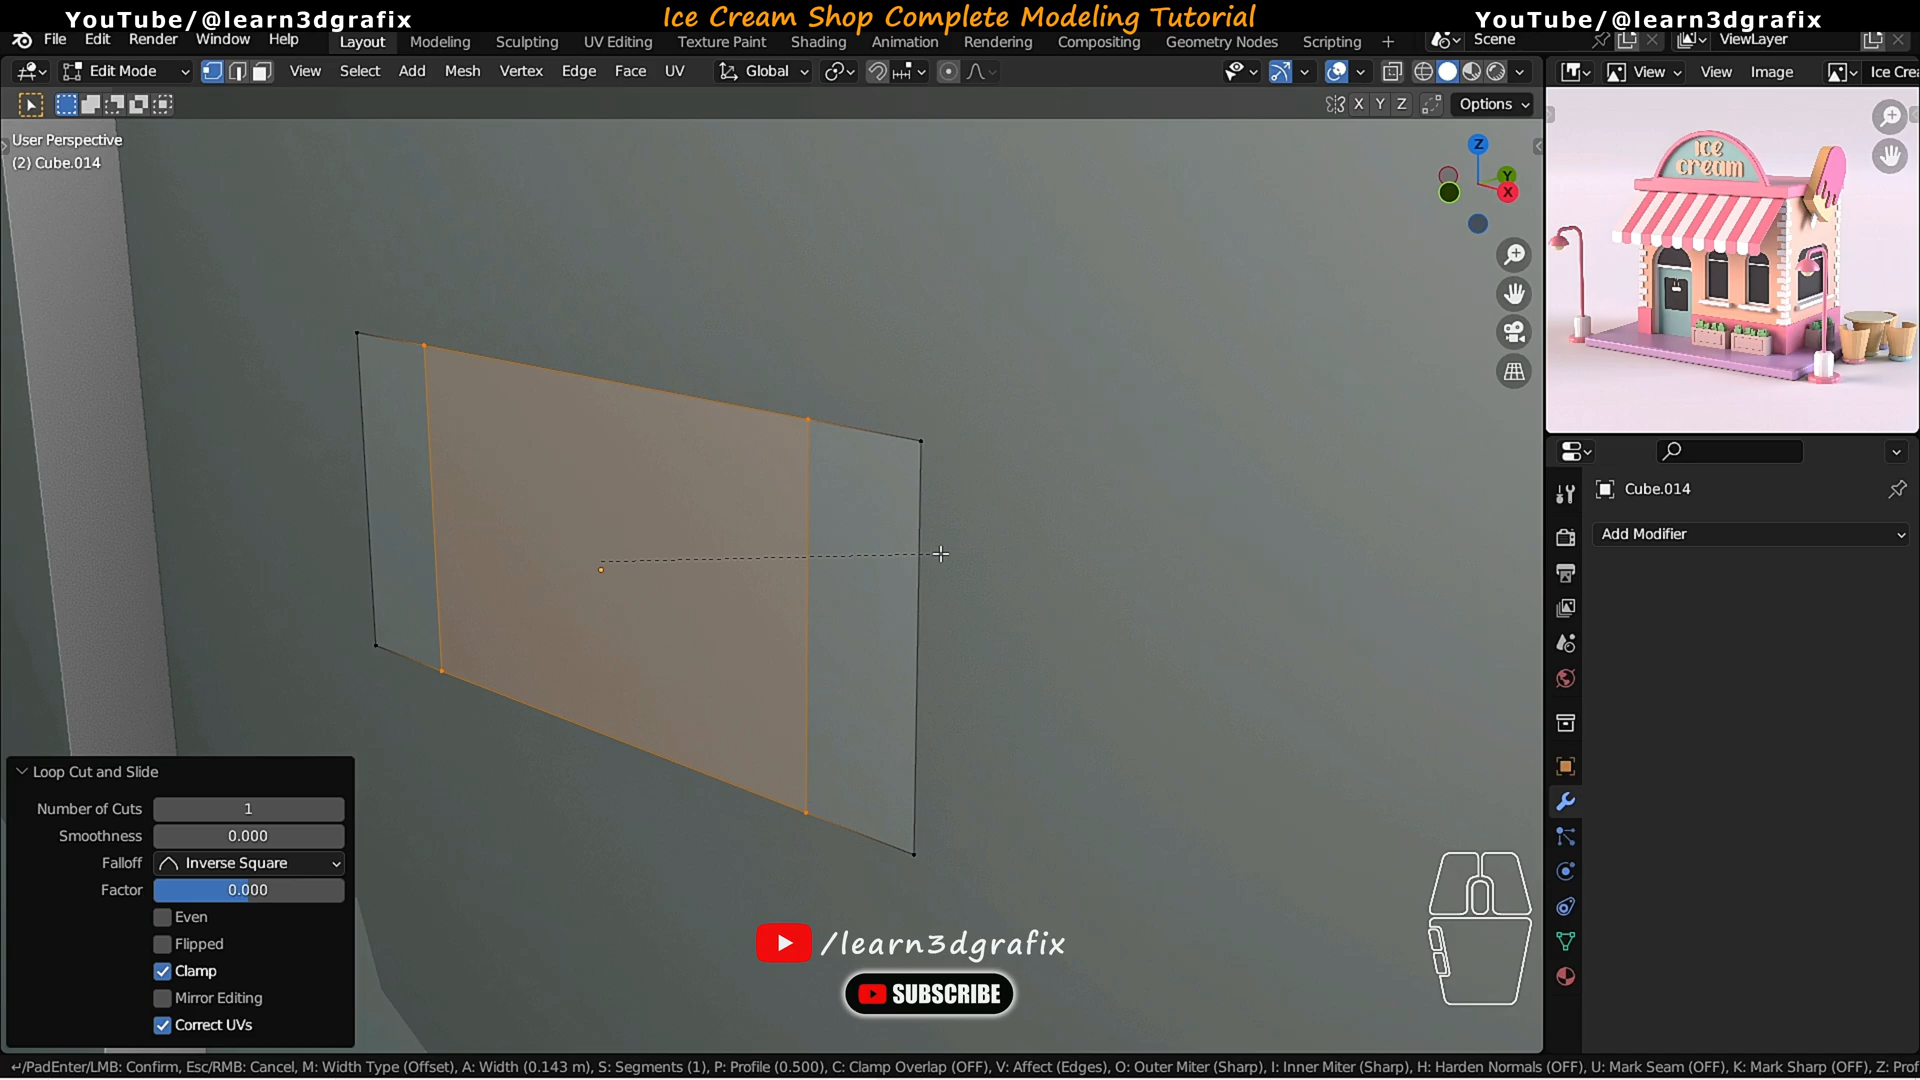 YouTube/@learn3dgrafix
Ice Cream Shop Complete Modeling Tutorial
YouTube/@learn3dgrafix
File Edit Render Window Help
Layout Modeling Sculpting UV Editing Texture Paint Shading Animation Rendering Compositing Geometry Nodes Scripting +
Scene
ViewLayer
Edit Mode
View Select Add Mesh Vertex Edge Face UV
Global
View View Image
Ice Cre
X Y Z
Options
User Perspective
(2) Cube.014
Z
Y
X
ice
cream
Cube.014
Add Modifier
Loop Cut and Slide
Number of Cuts 1
Smoothness 0.000
Falloff Inverse Square
Factor 0.000
Even
Flipped
Clamp
Mirror Editing
Correct UVs
/learn3dgrafix
SUBSCRIBE
↵/PadEnter/LMB: Confirm, Esc/RMB: Cancel, M: Width Type (Offset), A: Width (0.143 m), S: Segments (1), P: Profile (0.500), C: Clamp Overlap (OFF), V: Affect (Edges), O: Outer Miter (Sharp), I: Inner Miter (Sharp), H: Harden Normals (OFF), U: Mark Seam (OFF), K: Mark Sharp (OFF), Z: Prof